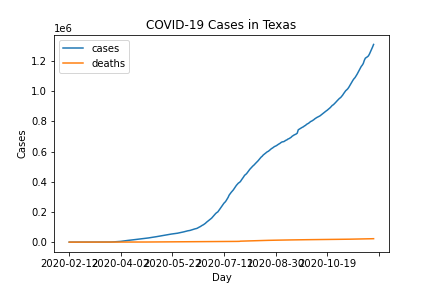 COVID-19 Cases in Texas
1e6
cases
deaths
1.2
1.0
0.8
0.6
0.4
0.2
0.0
Cases
2020-02-12
2020-04-02
2020-05-22
2020-07-11
2020-08-30
2020-10-19
Day